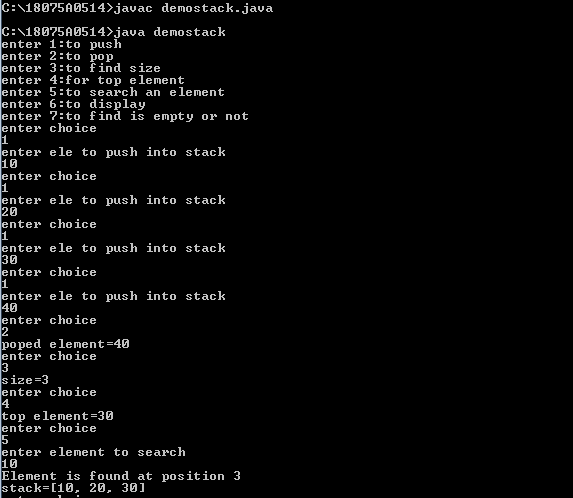 C:\18075A0514>javac demostack.java
C:\18075A0514>java demostack
enter 1:to push
enter 2:to pop
enter 3:to find size
enter 4:for top element
enter 5:to search an element
enter 6:to display
enter 7:to find is empty or not
enter choice
1
enter ele to push into stack
10
enter choice
1
enter ele to push into stack
20
enter choice
1
enter ele to push into stack
30
enter choice
1
enter ele to push into stack
40
enter choice
2
poped element=40
enter choice
3
size=3
enter choice
4
top element=30
enter choice
5
enter element to search
10
Element is found at position 3
stack=[10, 20, 30]